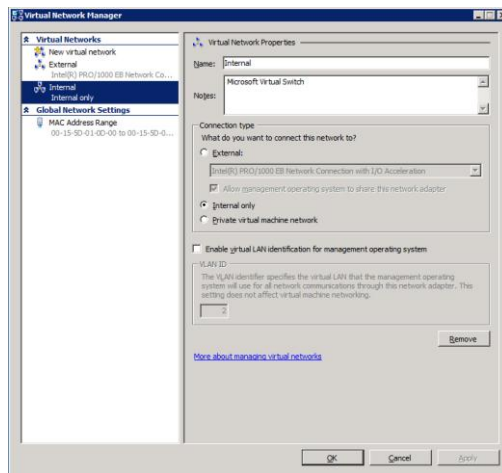 Virtual Network Manager
Virtual Networks
New virtual network
External
Intel(R) PRO/1000 EB Network Co...
Internal
Internal only
Global Network Settings
MAC Address Range
00-15-5D-01-0D-00 to 00-15-5D-0...
Virtual Network Properties
Name: Internal
Notes: Microsoft Virtual Switch
Connection type
What do you want to connect this network to?
External:
Intel(R) PRO/1000 EB Network Connection with I/O Acceleration
Allow management operating system to share this network adapter
Internal only
Private virtual machine network
Enable virtual LAN identification for management operating system
VLAN ID
The VLAN identifier specifies the virtual LAN that the management operating
system will use for all network communications through this network adapter. This
setting does not affect virtual machine networking.
2
Remove
More about managing virtual networks
OK Cancel Apply